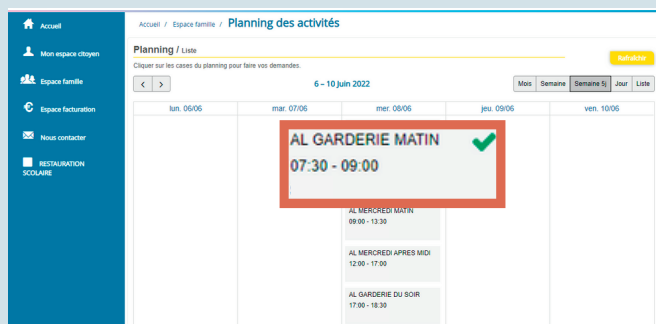 Accueil
Mon espace citoyen
Espace famille
Espace facturation
Nous contacter
RESTAURATION
SCOLAIRE
Accueil / Espace famille / Planning des activités
Planning / Liste
Rafraîchir
Cliquer sur les cases du planning pour faire vos demandes.
< >
6 – 10 juin 2022
Mois Semaine Semaine 5j Jour Liste
lun. 06/06 mar. 07/06 mer. 08/06 jeu. 09/06 ven. 10/06
AL GARDERIE MATIN
07:30 - 09:00
AL MERCREDI MATIN
09:00 - 13:30
AL MERCREDI APRES MIDI
12:00 - 17:00
AL GARDERIE DU SOIR
17:00 - 18:30